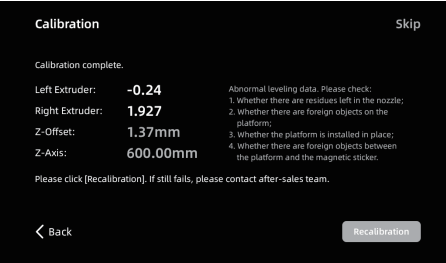 Calibration
Skip
Calibration complete.
Left Extruder: -0.24
Right Extruder: 1.927
Z-Offset: 1.37mm
Z-Axis: 600.00mm
Abnormal leveling data. Please check:
1. Whether there are residues left in the nozzle;
2. Whether there are foreign objects on the
platform;
3. Whether the platform is installed in place;
4. Whether there are foreign objects between
the platform and the magnetic sticker.
Please click [Recalibration]. If still fails, please contact after-sales team.
Back
Recalibration